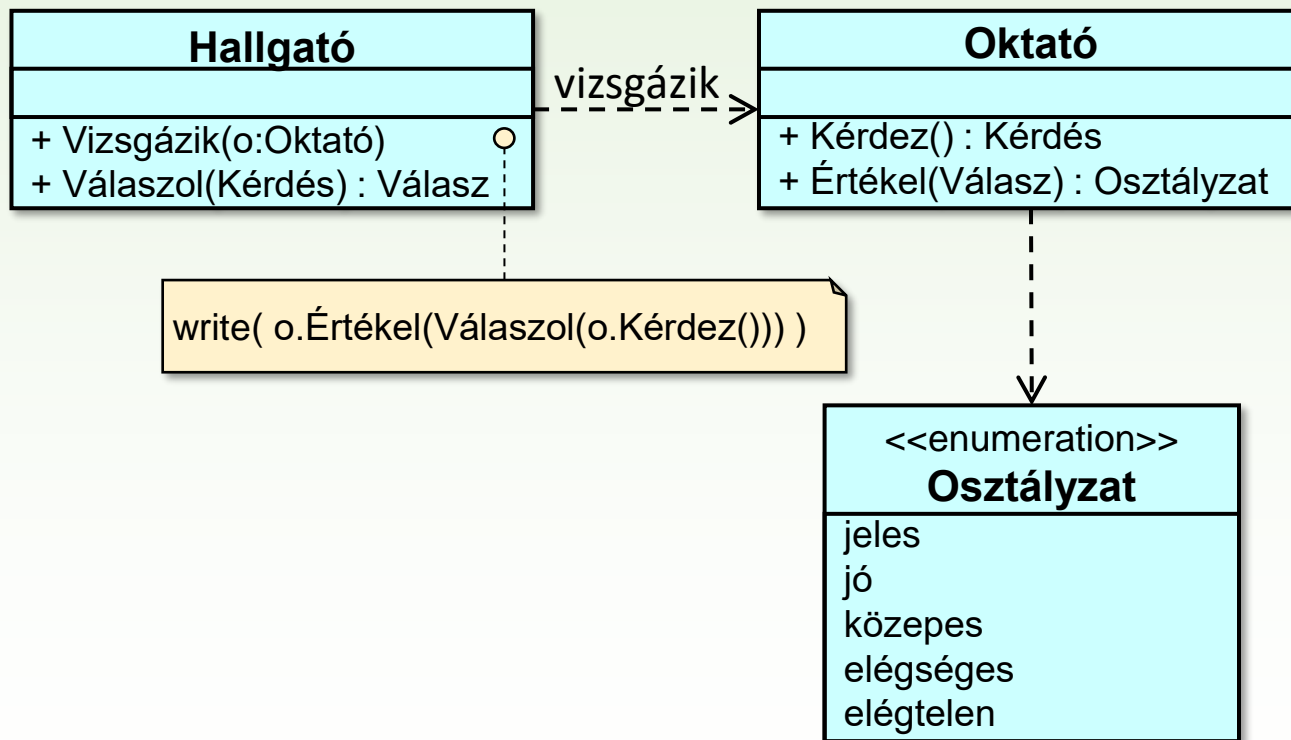 Hallgató
+ Vizsgázik(o:Oktató)
+ Válaszol(Kérdés) : Válasz
vizsgázik
Oktató
+ Kérdez() : Kérdés
+ Értékel(Válasz) : Osztályzat
write( o.Értékel(Válaszol(o.Kérdez())) )
<<enumeration>>
Osztályzat
jeles
jó
közepes
elégséges
elégtelen